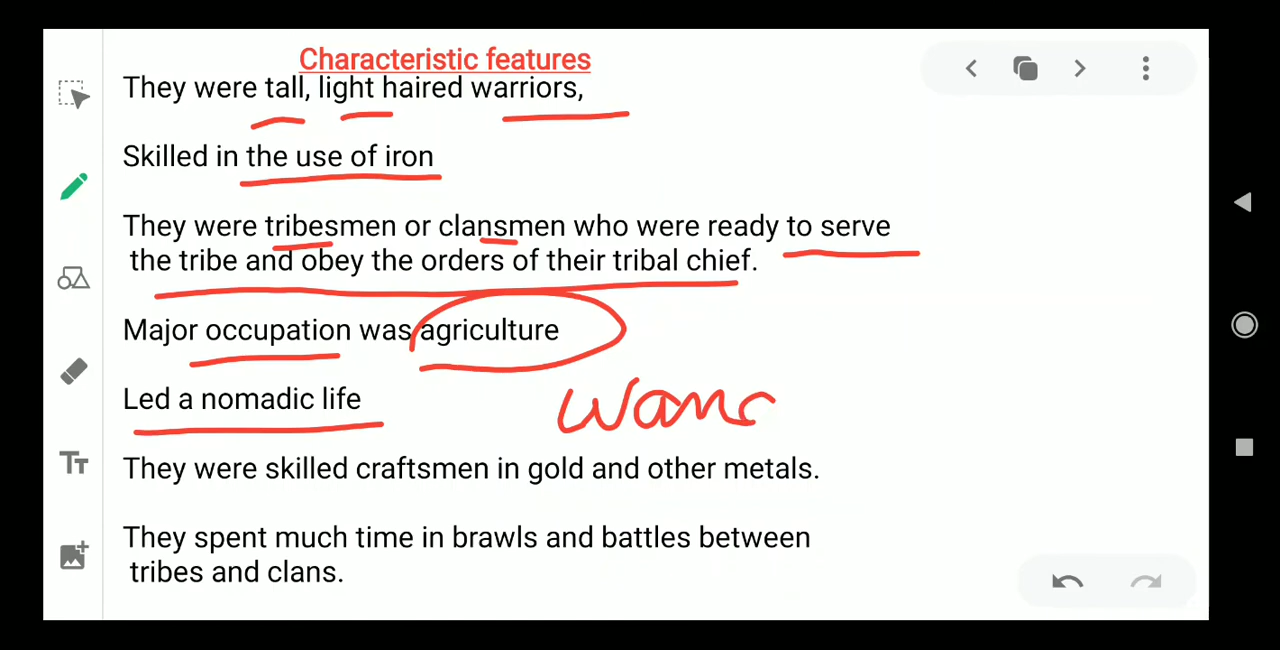 Characteristic features
They were tall, light haired warriors,
Skilled in the use of iron
They were tribesmen or clansmen who were ready to serve
the tribe and obey the orders of their tribal chief.
Major occupation was agriculture
Led a nomadic life
They were skilled craftsmen in gold and other metals.
They spent much time in brawls and battles between
tribes and clans.